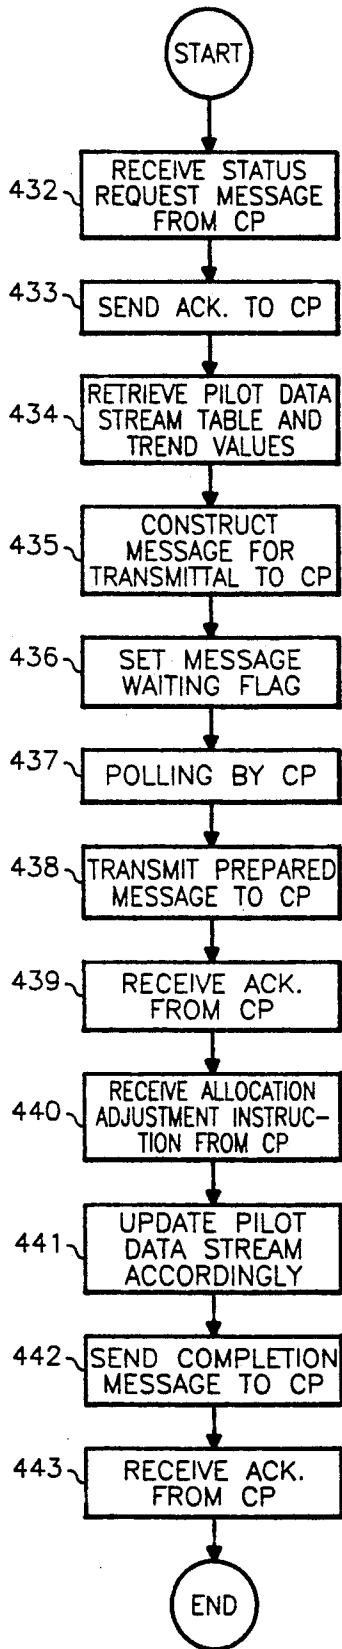 START
432
RECEIVE STATUS
REQUEST MESSAGE
FROM CP
433
SEND ACK. TO CP
434
RETRIEVE PILOT DATA
STREAM TABLE AND
TREND VALUES
435
CONSTRUCT
MESSAGE FOR
TRANSMITTAL TO CP
436
SET MESSAGE
WAITING FLAG
437
POLLING BY CP
438
TRANSMIT PREPARED
MESSAGE TO CP
439
RECEIVE ACK.
FROM CP
440
RECEIVE ALLOCATION
ADJUSTMENT INSTRUC-
TION FROM CP
441
UPDATE PILOT
DATA STREAM
ACCORDINGLY
442
SEND COMPLETION
MESSAGE TO CP
443
RECEIVE ACK.
FROM CP
END